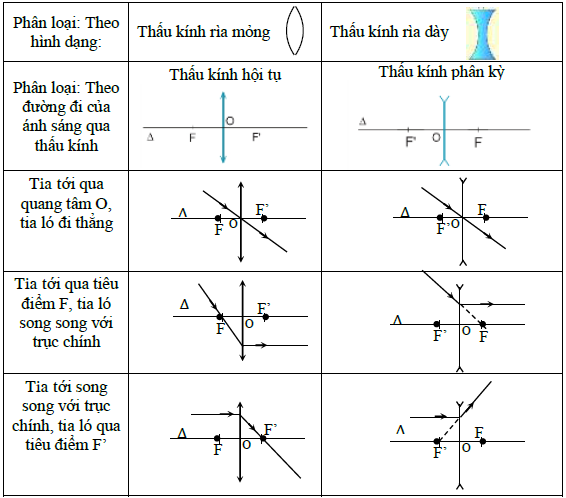 Phân loại: Theo
hình dạng:
Thấu kính rìa mỏng
Thấu kính rìa dày
Phân loại: Theo
đường đi của
ánh sáng qua
thấu kính
Thấu kính hội tụ
O
Δ
F
F'
Thấu kính phân kỳ
Δ
F'
O
F
Tia tới qua
quang tâm O,
tia ló đi thẳng
Λ
F
O
F'
Δ
F'
O
F
Tia tới qua tiêu
điểm F, tia ló
song song với
trục chính
Δ
F
O
F'
Λ
F'
O
F
Tia tới song
song với trục
chính, tia ló qua
tiêu điểm F'
Δ
F
O
F'
Λ
F'
O
F